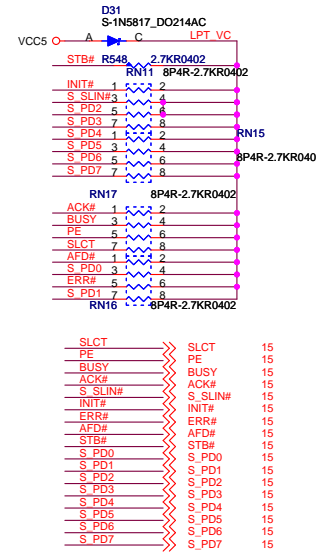 D31
S-1N5817_DO214AC
VCC5 A C LPT_VC
STB# R548 2.7KR0402
RN11 8P4R-2.7KR0402
INIT# 1 2
S_SLIN# 3 4
S_PD2 5 6
S_PD3 7 8
S_PD4 1 2 RN15
S_PD5 3 4
S_PD6 5 6 8P4R-2.7KR040
S_PD7 7 8
RN17 8P4R-2.7KR0402
ACK# 1 2
BUSY 3 4
PE 5 6
SLCT 7 8
AFD# 1 2
S_PD0 3 4
ERR# 5 6
S_PD1 7 8
RN16 8P4R-2.7KR0402
SLCT SLCT 15
PE PE 15
BUSY BUSY 15
ACK# ACK# 15
S_SLIN# S_SLIN# 15
INIT# INIT# 15
ERR# ERR# 15
AFD# AFD# 15
STB# STB# 15
S_PD0 S_PD0 15
S_PD1 S_PD1 15
S_PD2 S_PD2 15
S_PD3 S_PD3 15
S_PD4 S_PD4 15
S_PD5 S_PD5 15
S_PD6 S_PD6 15
S_PD7 S_PD7 15